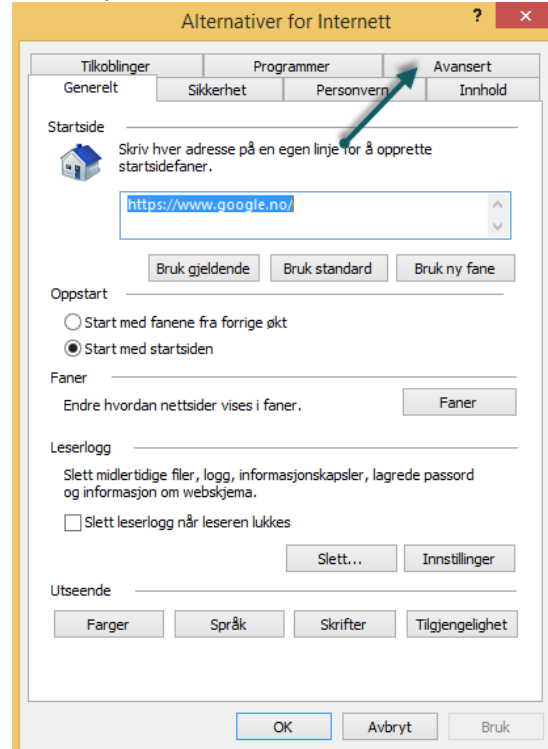 Alternativer for Internett
Tilkoblinger Programmer Avansert
Generelt Sikkerhet Personvern Innhold
Startside
Skriv hver adresse på en egen linje for å opprette
startsidefaner.
https://www.google.no/
Bruk gjeldende Bruk standard Bruk ny fane
Oppstart
Start med fanene fra forrige økt
Start med startsiden
Faner
Endre hvordan nettsider vises i faner. Faner
Leserlogg
Slett midlertidige filer, logg, informasjonskapsler, lagrede passord
og informasjon om webskjema.
Slett leserlogg når leseren lukkes
Slett... Innstillinger
Utseende
Farger Språk Skrifter Tilgjengelighet
OK Avbryt Bruk